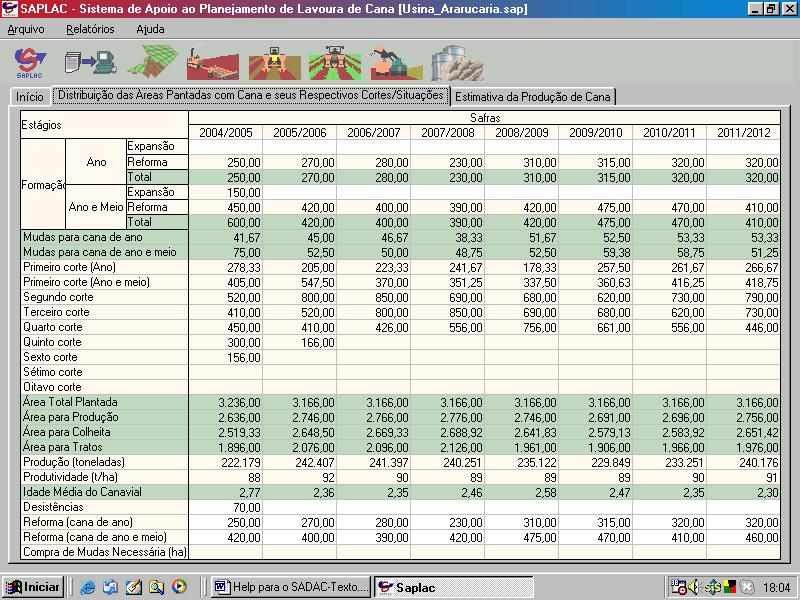 SAPLAC - Sistema de Apoio ao Planejamento de Lavoura de Cana [Usina_Ararucaria.sap]
Arquivo Relatórios Ajuda
SAPLAC
Início Distribuição das Áreas Pantadas com Cana e seus Respectivos Cortes/Situações Estimativa da Produção de Cana
Estágios Safras
2004/2005 2005/2006 2006/2007 2007/2008 2008/2009 2009/2010 2010/2011 2011/2012
Formação Ano Expansão
Reforma 250,00 270,00 280,00 230,00 310,00 315,00 320,00 320,00
Total 250,00 270,00 280,00 230,00 310,00 315,00 320,00 320,00
Ano e Meio Expansão 150,00
Reforma 450,00 420,00 400,00 390,00 420,00 475,00 470,00 410,00
Total 600,00 420,00 400,00 390,00 420,00 475,00 470,00 410,00
Mudas para cana de ano 41,67 45,00 46,67 38,33 51,67 52,50 53,33 53,33
Mudas para cana de ano e meio 75,00 52,50 50,00 48,75 52,50 59,38 58,75 51,25
Primeiro corte (Ano) 278,33 205,00 223,33 241,67 178,33 257,50 261,67 266,67
Primeiro corte (Ano e meio) 405,00 547,50 370,00 351,25 337,50 360,63 416,25 418,75
Segundo corte 520,00 800,00 850,00 690,00 680,00 620,00 730,00 790,00
Terceiro corte 410,00 520,00 800,00 850,00 690,00 680,00 620,00 730,00
Quarto corte 450,00 410,00 426,00 556,00 756,00 661,00 556,00 446,00
Quinto corte 300,00 166,00
Sexto corte 156,00
Sétimo corte
Oitavo corte
Área Total Plantada 3.236,00 3.166,00 3.166,00 3.166,00 3.166,00 3.166,00 3.166,00 3.166,00
Área para Produção 2.636,00 2.746,00 2.766,00 2.776,00 2.746,00 2.691,00 2.696,00 2.756,00
Área para Colheita 2.519,33 2.648,50 2.669,33 2.688,92 2.641,83 2.579,13 2.583,92 2.651,42
Área para Tratos 1.896,00 2.076,00 2.096,00 2.126,00 1.961,00 1.906,00 1.966,00 1.976,00
Produção (toneladas) 222.179 242.407 241.397 240.251 235.122 229.849 233.251 240.176
Produtividade (t/ha) 88 92 90 89 89 89 90 91
Idade Média do Canavial 2,77 2,36 2,35 2,46 2,58 2,47 2,35 2,30
Desistências 70,00
Reforma (cana de ano) 250,00 270,00 280,00 230,00 310,00 315,00 320,00 320,00
Reforma (cana de ano e meio) 420,00 400,00 390,00 420,00 475,00 470,00 410,00 460,00
Compra de Mudas Necessária (ha)
Iniciar Help para o SADAC-Texto.... Saplac 18:04